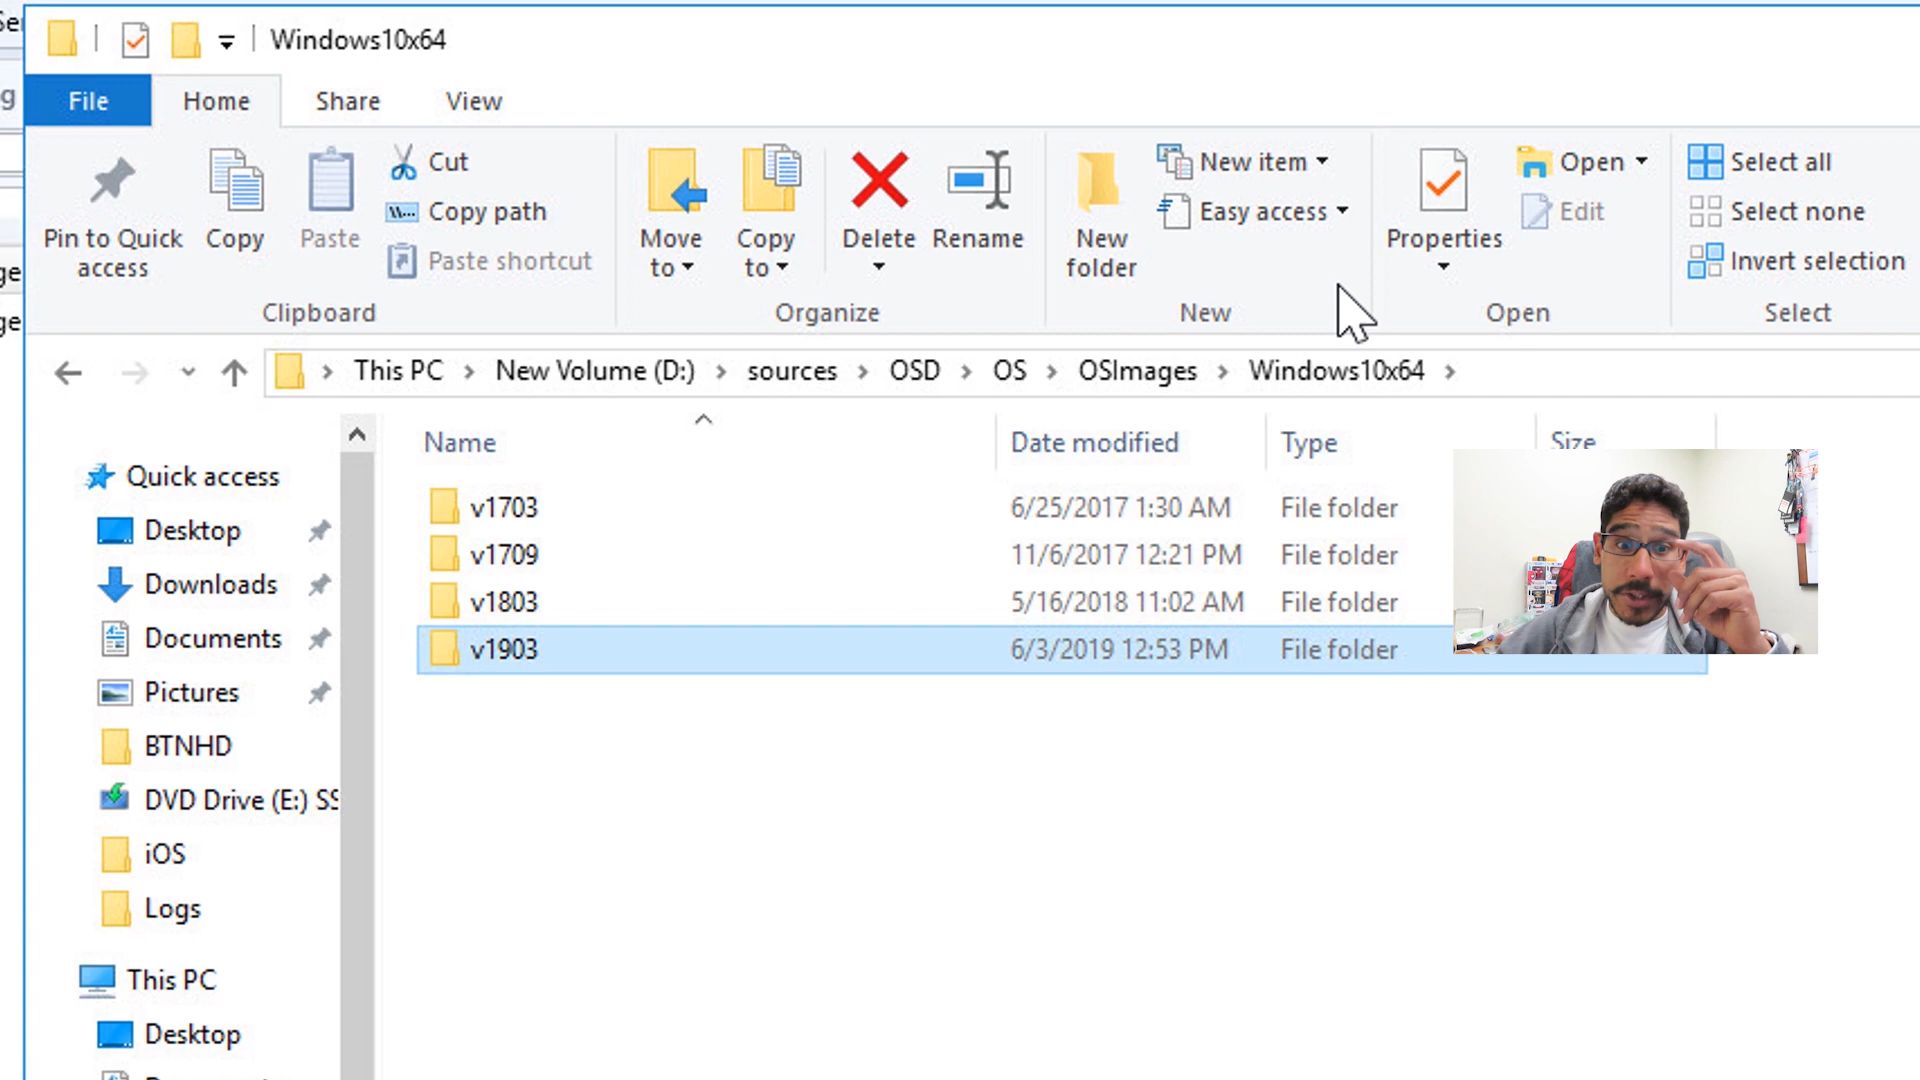 Windows10x64
File
Home
Share
View
Pin to Quick access
Copy
Paste
Cut
Copy path
Paste shortcut
Clipboard
Move to
Copy to
Delete
Rename
Organize
New folder
New item
Easy access
New
Properties
Open
Edit
Open
Select all
Select none
Invert selection
Select
This PC
New Volume (D:)
sources
OSD
OS
OSImages
Windows10x64
Name
Date modified
Type
Size
v1703
6/25/2017 1:30 AM
File folder
v1709
11/6/2017 12:21 PM
File folder
v1803
5/16/2018 11:02 AM
File folder
v1903
6/3/2019 12:53 PM
File folder
Quick access
Desktop
Downloads
Documents
Pictures
BTNHD
DVD Drive (E:) SS
iOS
Logs
This PC
Desktop